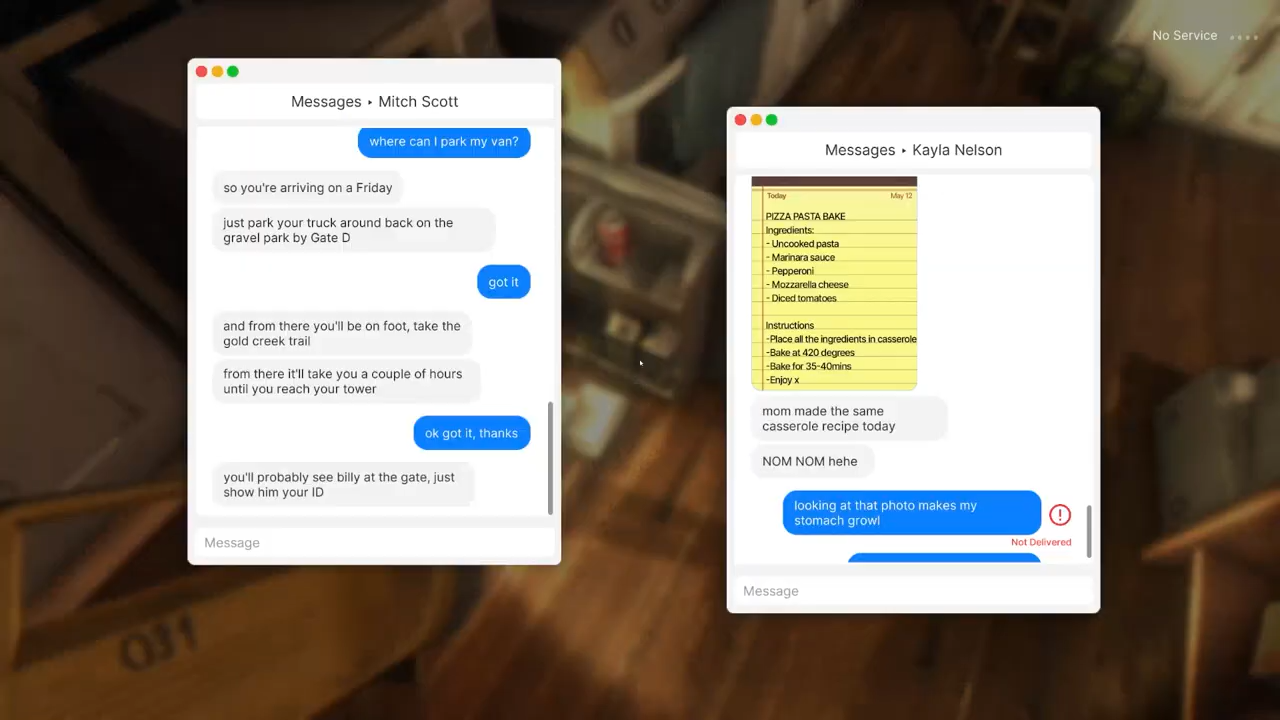 No Service
Messages ▸ Mitch Scott
where can I park my van?
so you're arriving on a Friday
just park your truck around back on the
gravel park by Gate D
got it
and from there you'll be on foot, take the
gold creek trail
from there it'll take you a couple of hours
until you reach your tower
ok got it, thanks
you'll probably see billy at the gate, just
show him your ID
Message
Messages ▸ Kayla Nelson
Today May 12
PIZZA PASTA BAKE
Ingredients:
- Uncooked pasta
- Marinara sauce
- Pepperoni
- Mozzarella cheese
- Diced tomatoes
Instructions
-Place all the ingredients in casserole
-Bake at 420 degrees
-Bake for 35-40mins
-Enjoy x
mom made the same
casserole recipe today
NOM NOM hehe
looking at that photo makes my
stomach growl
Not Delivered
Message
031